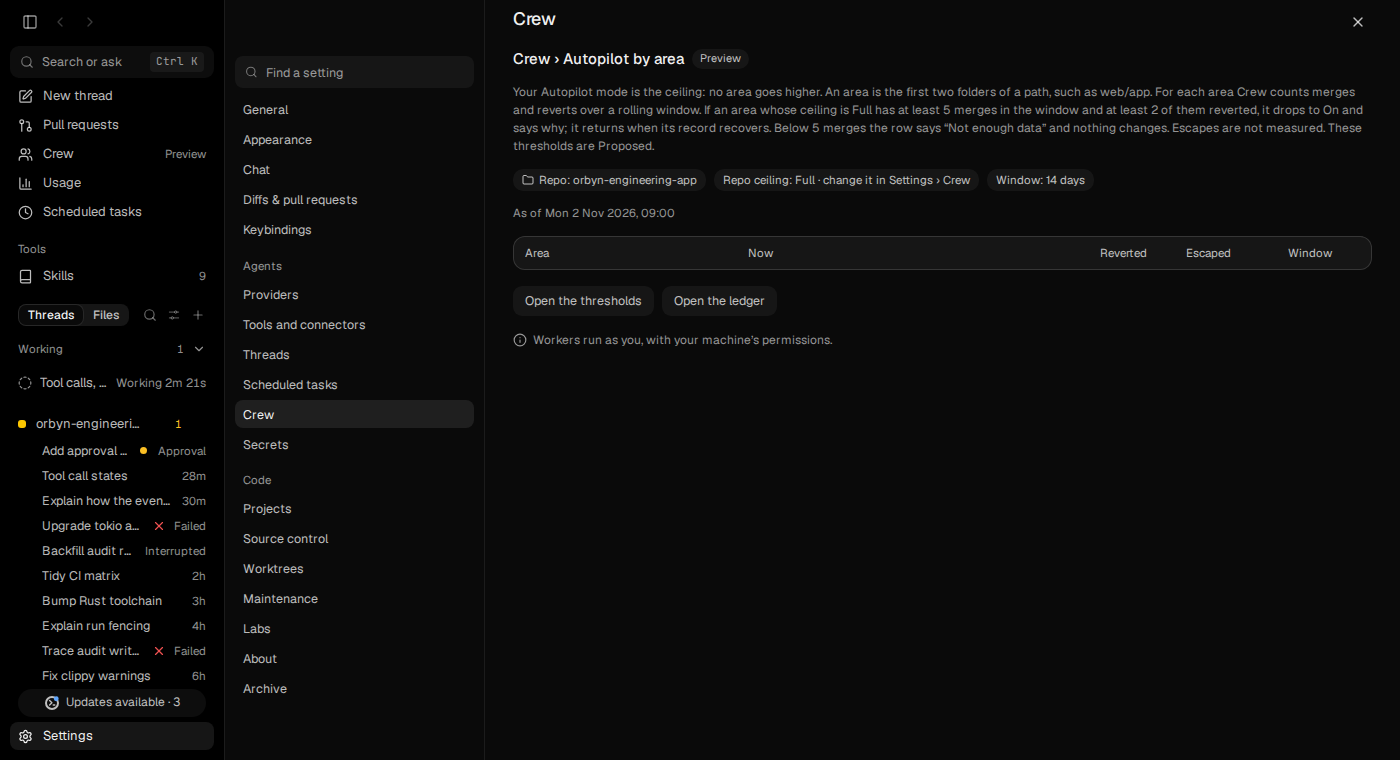 Search or ask
Ctrl K
New thread
Pull requests
Crew
Preview
Usage
Scheduled tasks
Tools
Skills
9
Threads
Files
Working
1
Tool calls, ...
Working 2m 21s
orbyn-engineeri...
1
Add approval ...
Approval
Tool call states
28m
Explain how the even...
30m
Upgrade tokio a...
Failed
Backfill audit r...
Interrupted
Tidy CI matrix
2h
Bump Rust toolchain
3h
Explain run fencing
4h
Trace audit writ...
Failed
Fix clippy warnings
6h
Updates available · 3
Settings
Find a setting
General
Appearance
Chat
Diffs & pull requests
Keybindings
Agents
Providers
Tools and connectors
Threads
Scheduled tasks
Crew
Secrets
Code
Projects
Source control
Worktrees
Maintenance
Labs
About
Archive
Crew
Crew › Autopilot by area
Preview
Your Autopilot mode is the ceiling: no area goes higher. An area is the first two folders of a path, such as web/app. For each area Crew counts merges
and reverts over a rolling window. If an area whose ceiling is Full has at least 5 merges in the window and at least 2 of them reverted, it drops to On and
says why; it returns when its record recovers. Below 5 merges the row says “Not enough data” and nothing changes. Escapes are not measured. These
thresholds are Proposed.
Repo: orbyn-engineering-app
Repo ceiling: Full · change it in Settings › Crew
Window: 14 days
As of Mon 2 Nov 2026, 09:00
Area
Now
Reverted
Escaped
Window
Open the thresholds
Open the ledger
Workers run as you, with your machine's permissions.